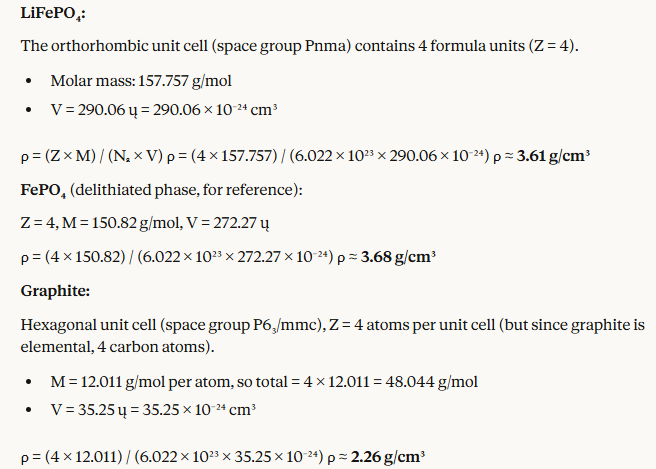 LiFePO₄:
The orthorhombic unit cell (space group Pnma) contains 4 formula units (Z = 4).
• Molar mass: 157.757 g/mol
• V = 290.06 ų = 290.06 × 10⁻²⁴ cm³
ρ = (Z × M) / (Nₐ × V) ρ = (4 × 157.757) / (6.022 × 10²³ × 290.06 × 10⁻²⁴) ρ ≈ 3.61 g/cm³
FePO₄ (delithiated phase, for reference):
Z = 4, M = 150.82 g/mol, V = 272.27 ų
ρ = (4 × 150.82) / (6.022 × 10²³ × 272.27 × 10⁻²⁴) ρ ≈ 3.68 g/cm³
Graphite:
Hexagonal unit cell (space group P6₃/mmc), Z = 4 atoms per unit cell (but since graphite is
elemental, 4 carbon atoms).
• M = 12.011 g/mol per atom, so total = 4 × 12.011 = 48.044 g/mol
• V = 35.25 ų = 35.25 × 10⁻²⁴ cm³
ρ = (4 × 12.011) / (6.022 × 10²³ × 35.25 × 10⁻²⁴) ρ ≈ 2.26 g/cm³